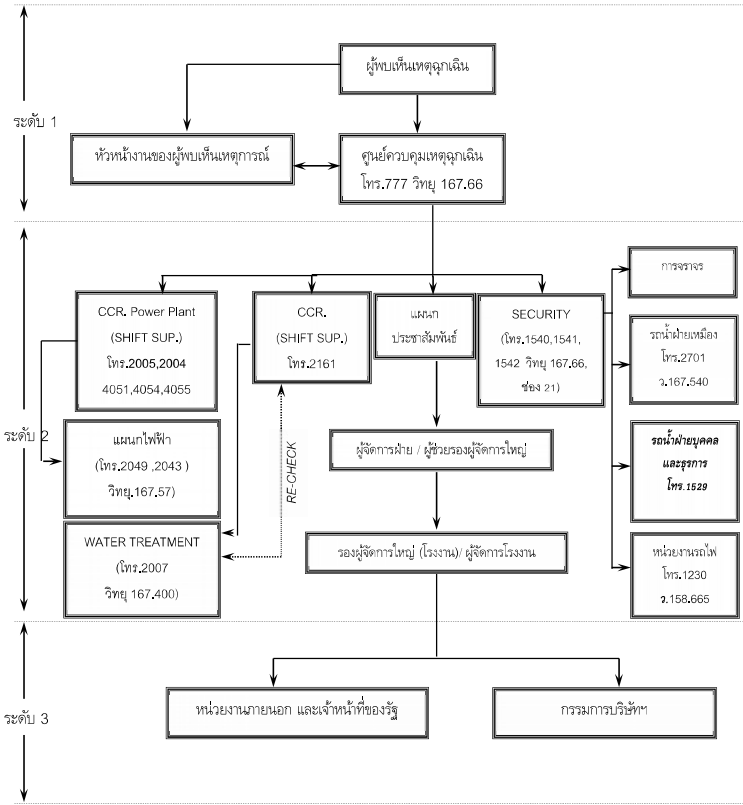 ผู้พบเห็นเหตุฉุกเฉิน
ระดับ 1
หัวหน้างานของผู้พบเห็นเหตุการณ์
ศูนย์ควบคุมเหตุฉุกเฉิน
โทร.777 วิทยุ 167.66
การจราจร
CCR. Power Plant
(SHIFT SUP.)
โทร.2005,2004
4051,4054,4055
CCR.
(SHIFT SUP.)
โทร.2161
แผนก
ประชาสัมพันธ์
SECURITY
(โทร.1540,1541,
1542 วิทยุ 167.66,
ช่อง 21)
รถน้ำฝ่ายเหมือง
โทร.2701
ว.167.540
ระดับ 2
แผนกไฟฟ้า
(โทร.2049 ,2043 )
วิทยุ.167.57)
RE-CHECK
ผู้จัดการฝ่าย / ผู้ช่วยรองผู้จัดการใหญ่
รถน้ำฝ่ายบุคคล
และธุรการ
โทร.1529
WATER TREATMENT
(โทร.2007
วิทยุ 167.400)
รองผู้จัดการใหญ่ (โรงงาน)/ ผู้จัดการโรงงาน
หน่วยงานรถไฟ
โทร.1230
ว.158.665
ระดับ 3
หน่วยงานภายนอก และเจ้าหน้าที่ของรัฐ
กรรมการบริษัทฯ